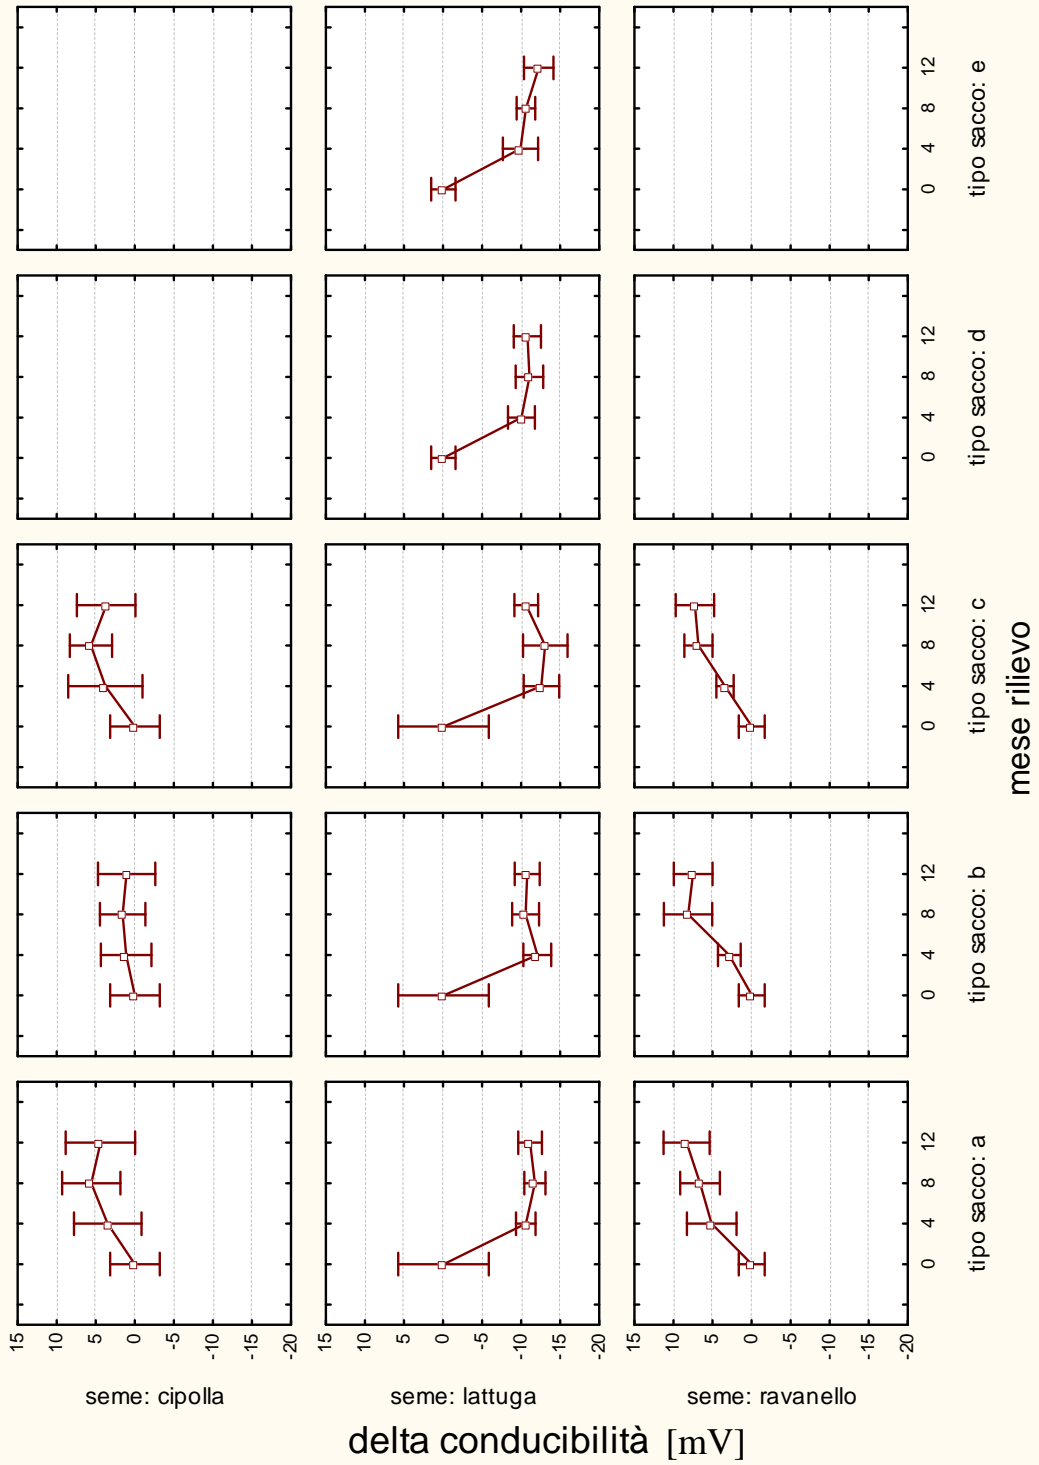 12
8
4
0
tipo sacco: e
12
8
4
0
tipo sacco: d
12
8
4
0
tipo sacco: c
12
8
4
0
tipo sacco: b
12
8
4
0
tipo sacco: a
mese rilievo
15 10 5 0 -5 -10 -15 -20
15 10 5 0 -5 -10 -15 -20
15 10 5 0 -5 -10 -15 -20
seme: cipolla
seme: lattuga
seme: ravanello
delta conducibilità [mV]